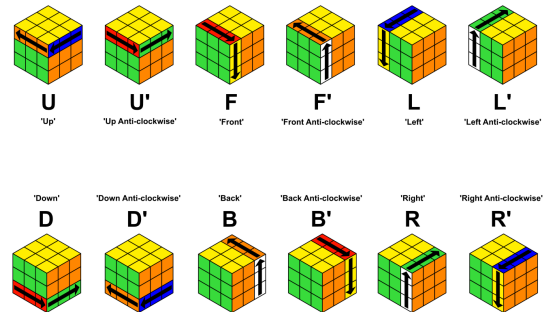 U U' F F' L L'
'Up' 'Up Anti-clockwise' 'Front' 'Front Anti-clockwise' 'Left' 'Left Anti-clockwise'
'Down' 'Down Anti-clockwise' 'Back' 'Back Anti-clockwise' 'Right' 'Right Anti-clockwise'
D D' B B' R R'